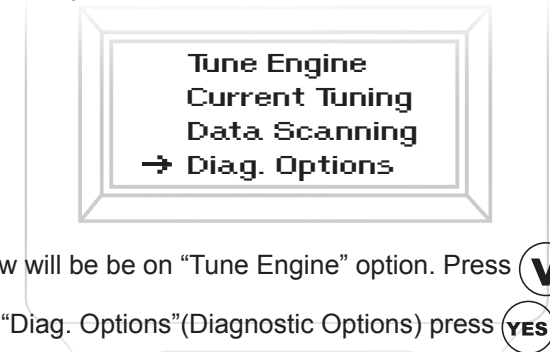 Tune Engine
Current Tuning
Data Scanning
→ Diag. Options
will be be on “Tune Engine” option. Press
“Diag. Options”(Diagnostic Options) press YES